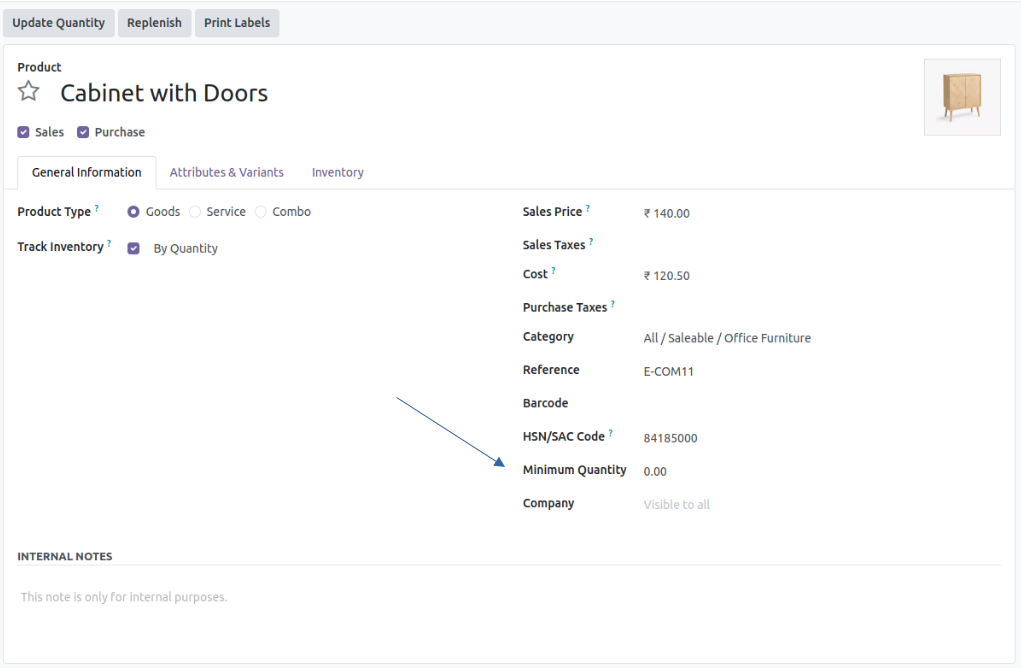 Update Quantity Replenish Print Labels
Product
Cabinet with Doors
Sales Purchase
General Information Attributes & Variants Inventory
Product Type ? Goods Service Combo
Track Inventory ? By Quantity
Sales Price ? ₹ 140.00
Sales Taxes ?
Cost ? ₹ 120.50
Purchase Taxes ?
Category All / Saleable / Office Furniture
Reference E-COM11
Barcode
HSN/SAC Code ? 84185000
Minimum Quantity 0.00
Company Visible to all
INTERNAL NOTES
This note is only for internal purposes.